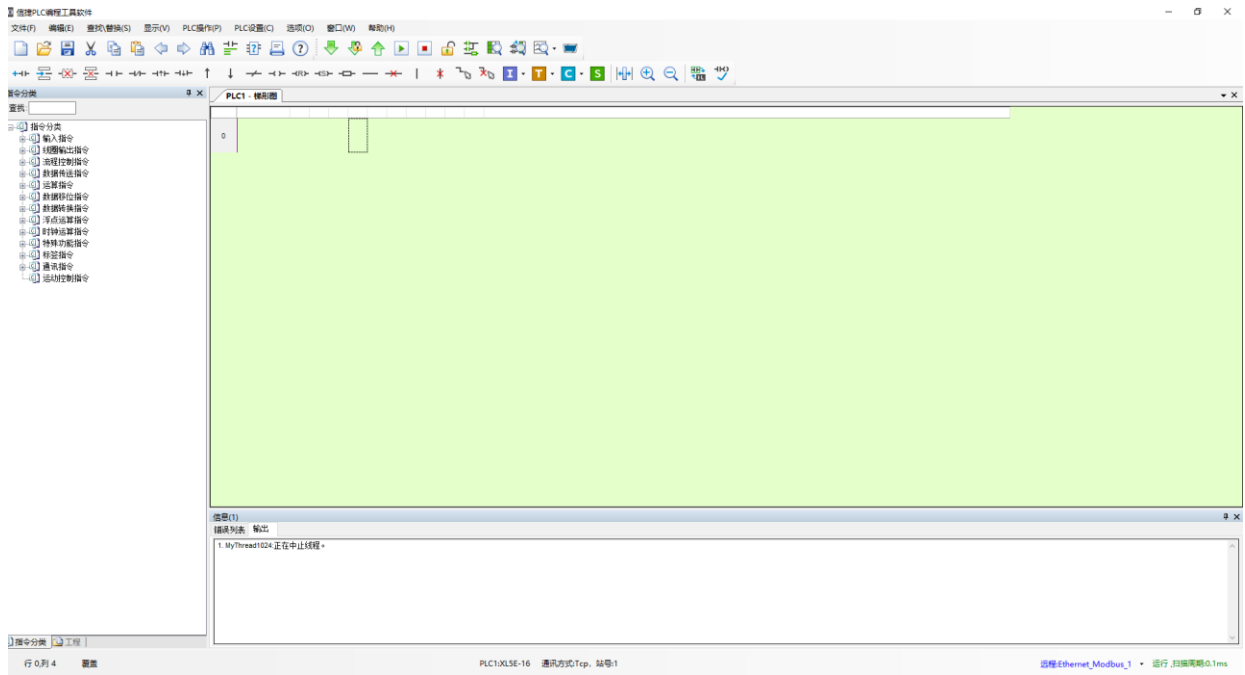 信捷PLC编程工具软件
文件(F) 编辑(E) 查找\替换(S) 显示(V) PLC操作(P) PLC设置(C) 选项(O) 窗口(W) 帮助(H)
指令分类
PLC1 - 梯形图
查找:
0
指令分类
输入指令
线圈输出指令
流程控制指令
数据传送指令
运算指令
数据移位指令
数据转换指令
浮点运算指令
时钟运算指令
特殊功能指令
标签指令
通讯指令
运动控制指令
信息(1)
错误列表 输出
1. MyThread1024:正在中止线程。
指令分类 工程
行 0,列 4 覆盖 PLC1:XL5E-16 通讯方式:Tcp, 站号:1 远程:Ethernet_Modbus_1 运行 ,扫描周期:0.1ms